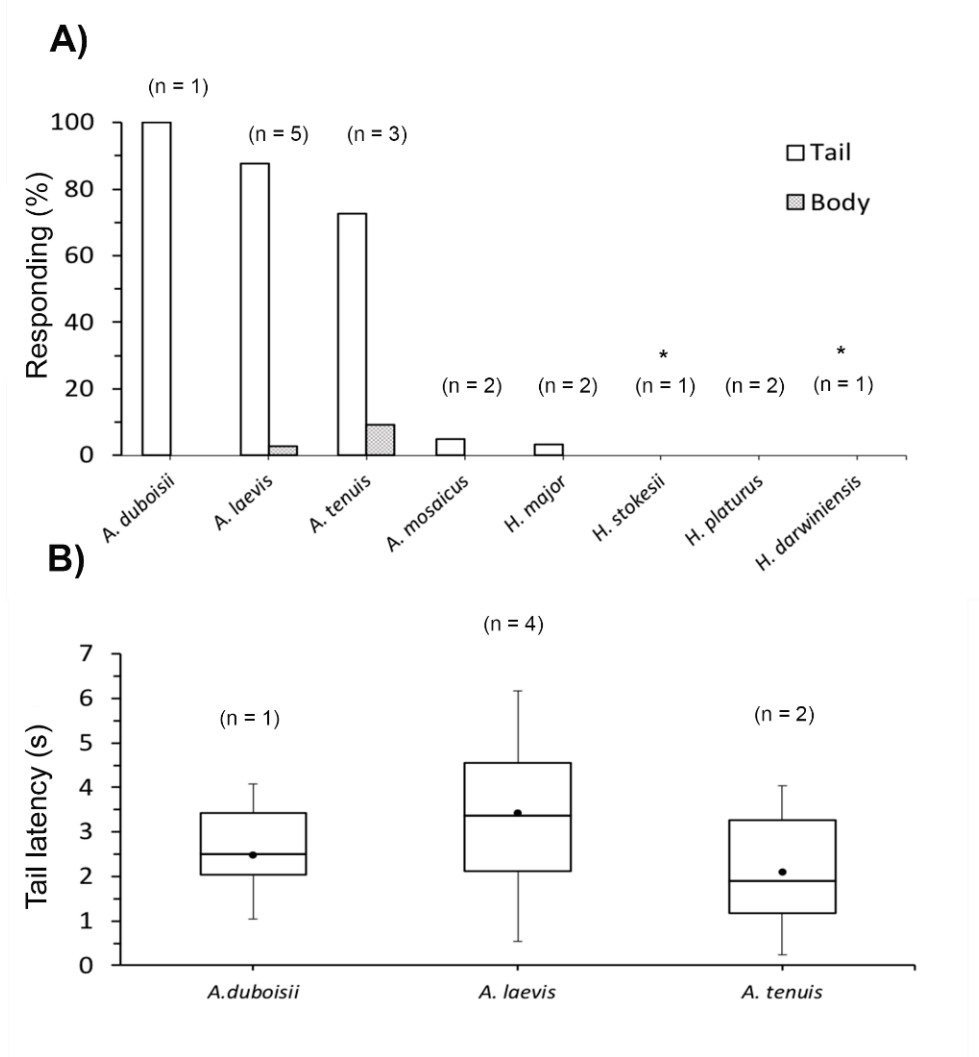 A)
(n = 1)
(n = 5) (n = 3)
100
80
60
40
20
0
Responding (%)
Tail
Body
*
*
(n = 2) (n = 2) (n = 1) (n = 2) (n = 1)
A. duboisii
A. laevis
A. tenuis
A. mosaicus
H. major
H. stokesii
H. platurus
H. darwiniensis
B)
(n = 4)
(n = 1)
(n = 2)
7
6
5
4
3
2
1
0
Tail latency (s)
A.duboisii A. laevis A. tenuis